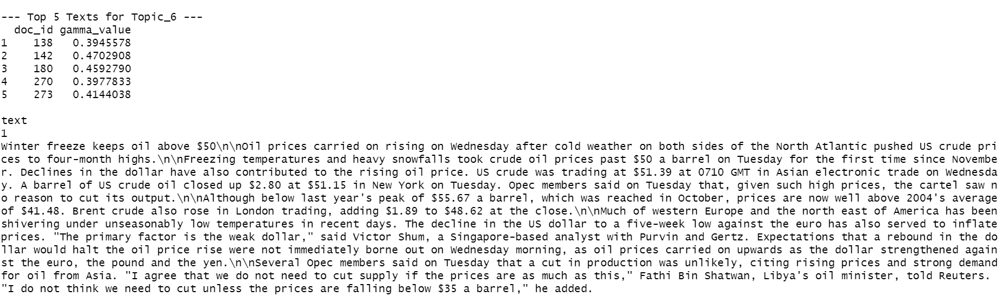 --- Top 5 Texts for Topic_6 ---
  doc_id gamma_value
1    138   0.3945578
2    142   0.4702908
3    180   0.4592790
4    270   0.3977833
5    273   0.4144038

text
1
Winter freeze keeps oil above $50\n\nOil prices carried on rising on Wednesday after cold weather on both sides of the North Atlantic pushed US crude pri
ces to four-month highs.\n\nFreezing temperatures and heavy snowfalls took crude oil prices past $50 a barrel on Tuesday for the first time since Novembe
r. Declines in the dollar have also contributed to the rising oil price. US crude was trading at $51.39 at 0710 GMT in Asian electronic trade on Wednesda
y. A barrel of US crude oil closed up $2.80 at $51.15 in New York on Tuesday. Opec members said on Tuesday that, given such high prices, the cartel saw n
o reason to cut its output.\n\nAlthough below last year's peak of $55.67 a barrel, which was reached in October, prices are now well above 2004's average
of $41.48. Brent crude also rose in London trading, adding $1.89 to $48.62 at the close.\n\nMuch of western Europe and the north east of America has been
shivering under unseasonably low temperatures in recent days. The decline in the US dollar to a five-week low against the euro has also served to inflate
prices. "The primary factor is the weak dollar," said Victor Shum, a Singapore-based analyst with Purvin and Gertz. Expectations that a rebound in the do
llar would halt the oil price rise were not immediately borne out on Wednesday morning, as oil prices carried on upwards as the dollar strengthened again
st the euro, the pound and the yen.\n\nSeveral Opec members said on Tuesday that a cut in production was unlikely, citing rising prices and strong demand
for oil from Asia. "I agree that we do not need to cut supply if the prices are as much as this," Fathi Bin Shatwan, Libya's oil minister, told Reuters.
"I do not think we need to cut unless the prices are falling below $35 a barrel," he added.